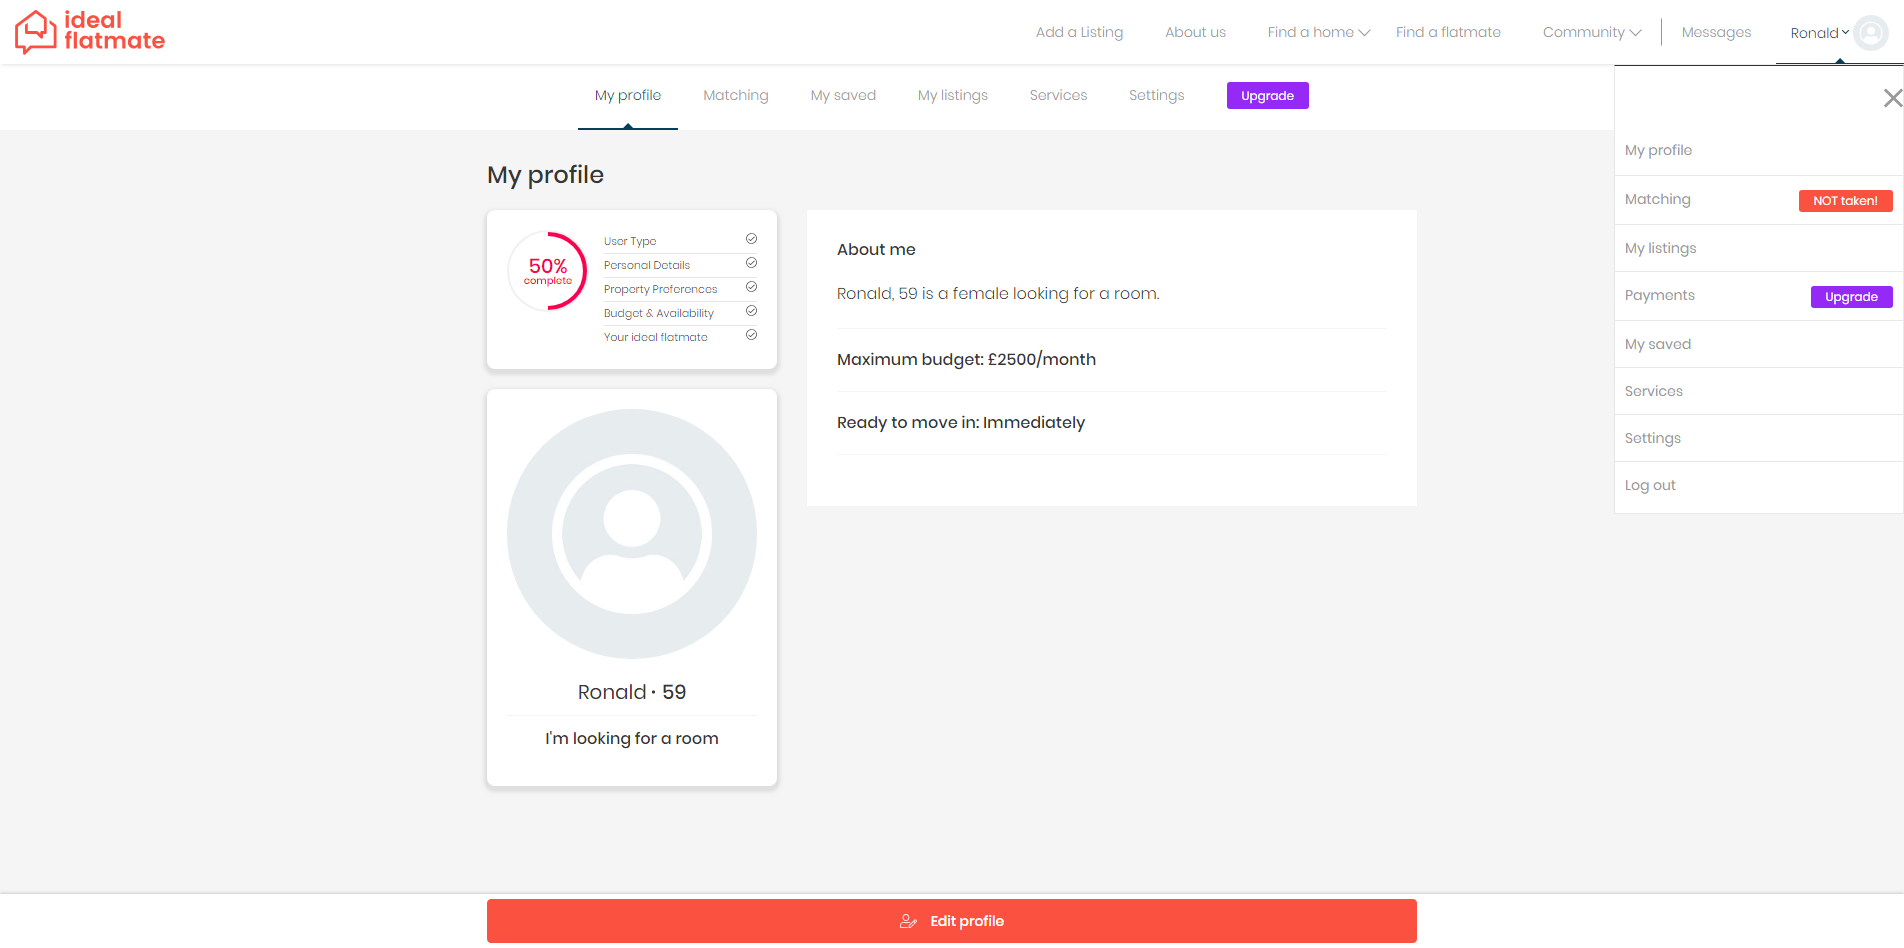 ideal
flatmate
Add a Listing
About us
Find a home
Find a flatmate
Community
Messages
Ronald
My profile
Matching
My saved
My listings
Services
Settings
Upgrade
My profile
50%
complete
User Type
Personal Details
Property Preferences
Budget & Availability
Your ideal flatmate
Ronald · 59
I'm looking for a room
About me
Ronald, 59 is a female looking for a room.
Maximum budget: £2500/month
Ready to move in: Immediately
My profile
Matching
NOT taken!
My listings
Payments
Upgrade
My saved
Services
Settings
Log out
Edit profile